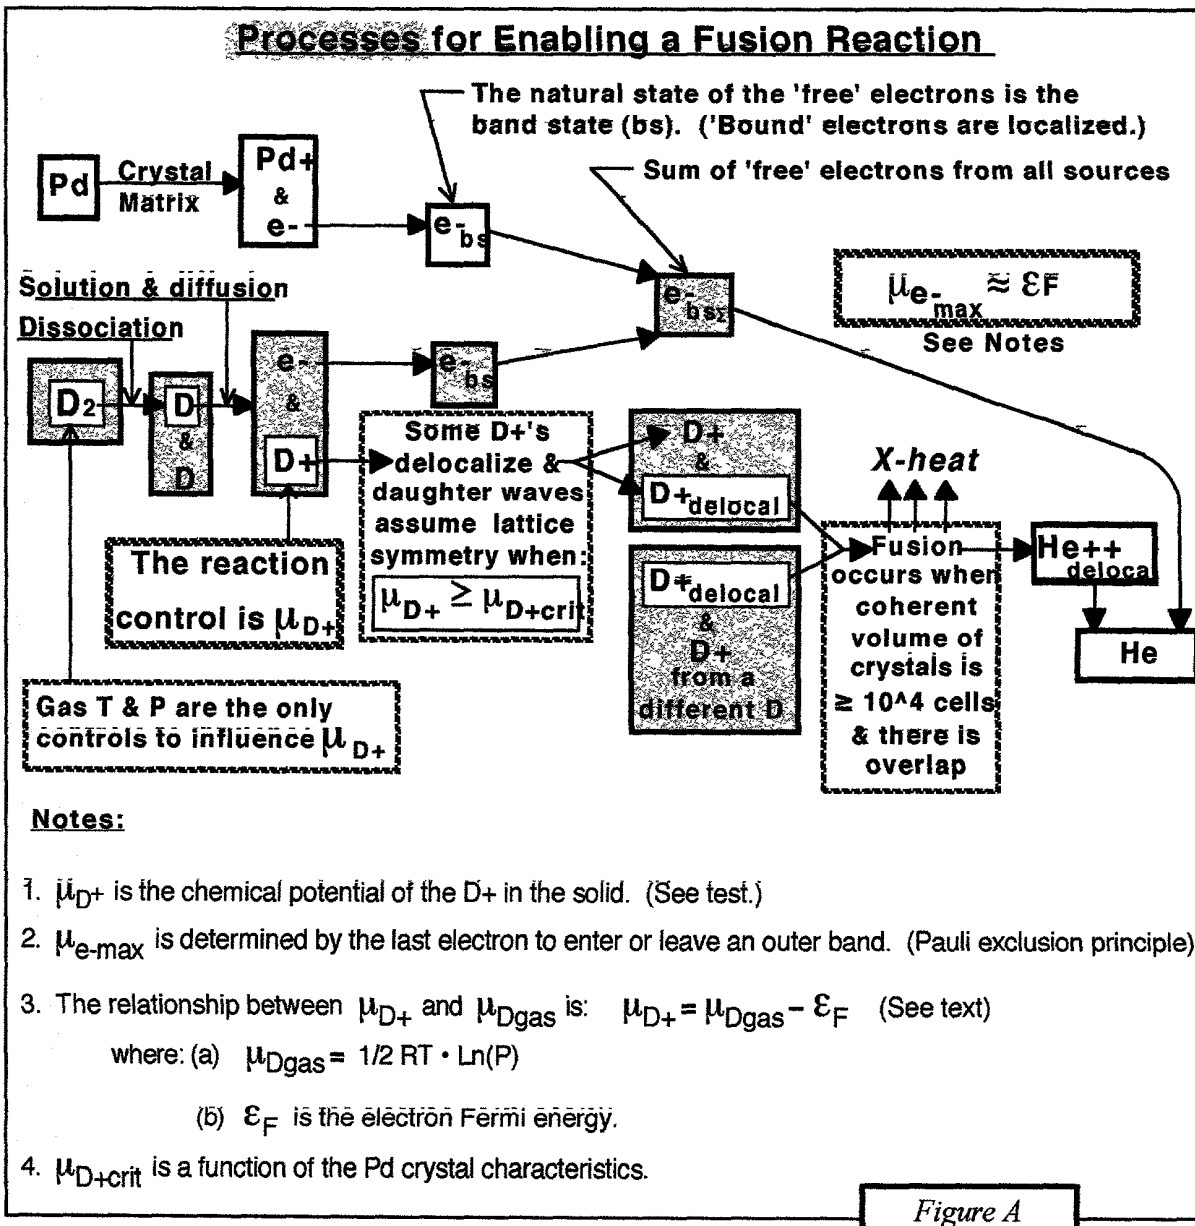 Processes for Enabling a Fusion Reaction
The natural state of the 'free' electrons is the
band state (bs). ('Bound' electrons are localized.)
Sum of 'free' electrons from all sources
Pd
Crystal
Matrix
Pd+
&
e-
e-bs
e-bsΣ
μe-max ≈ εF
See Notes
Solution & diffusion
Dissociation
D2
D
&
D
e-
&
D+
e-bs
Some D+'s
delocalize &
daughter waves
assume lattice
symmetry when:
μD+ ≥ μD+crit
D+
&
D+delocal
D+delocal
&
D+
from a
different D
X-heat
Fusion
occurs when
coherent
volume of
crystals is
≥ 10^4 cells
& there is
overlap
He++
deloca
He
The reaction
control is μD+
Gas T & P are the only
controls to influence μD+
Notes:
1. μD+ is the chemical potential of the D+ in the solid. (See test.)
2. μe-max is determined by the last electron to enter or leave an outer band. (Pauli exclusion principle)
3. The relationship between μD+ and μDgas is: μD+ = μDgas - εF (See text)
where: (a) μDgas = 1/2 RT • Ln(P)
(b) εF is the electron Fermi energy.
4. μD+crit is a function of the Pd crystal characteristics.
Figure A